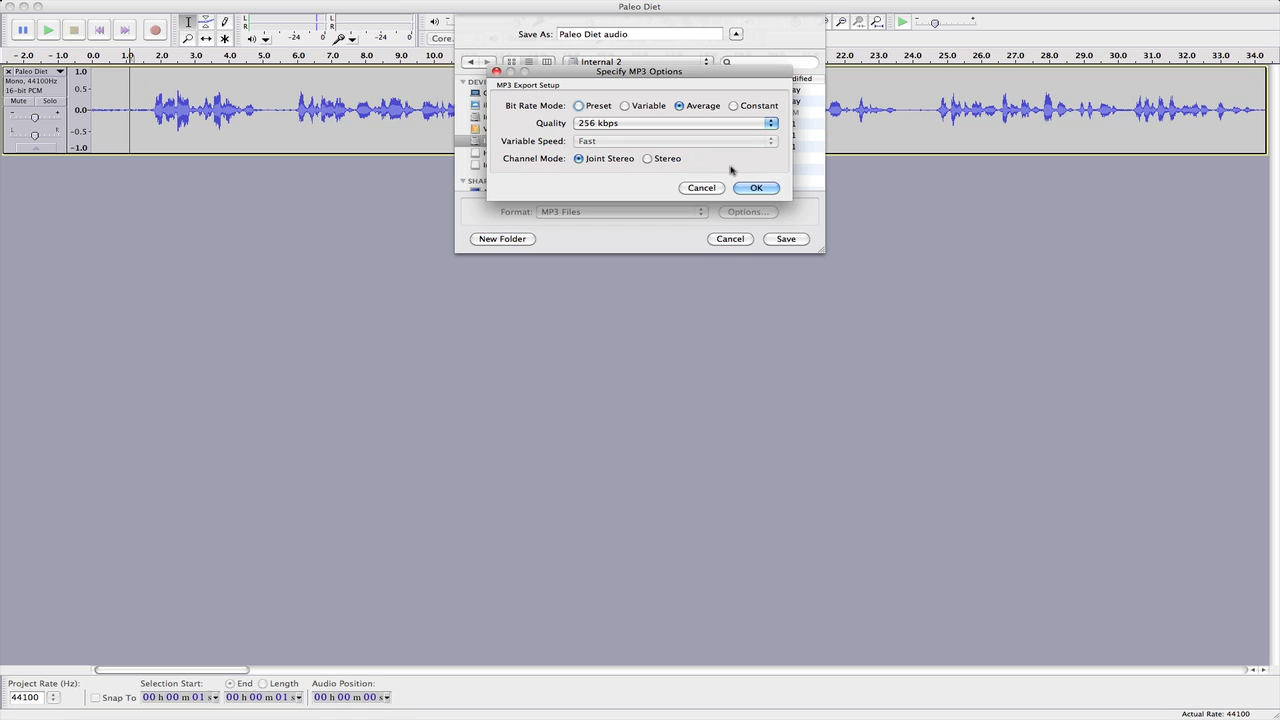 Paleo Diet
L
R
-24
0
L
R
-24
0
Core
Save As: Paleo Diet audio
Internal 2
- 2.0 - 1.0 0.0 1.0 2.0 3.0 4.0 5.0 6.0 7.0 8.0 9.0 10.0 22.0 23.0 24.0 25.0 26.0 27.0 28.0 29.0 30.0 31.0 32.0 33.0 34.0
Paleo Diet
Mono, 44100Hz
16-bit PCM
Mute Solo
- +
L R
1.0
0.5
0.0
-0.5
-1.0
Specify MP3 Options
MP3 Export Setup
Bit Rate Mode: Preset Variable Average Constant
Quality 256 kbps
Variable Speed: Fast
Channel Mode: Joint Stereo Stereo
Cancel OK
Format: MP3 Files Options...
New Folder Cancel Save
Project Rate (Hz):
44100
Snap To
Selection Start:
00 h 00 m 01 s
End Length
00 h 00 m 01 s
Audio Position:
00 h 00 m 00 s
Actual Rate: 44100